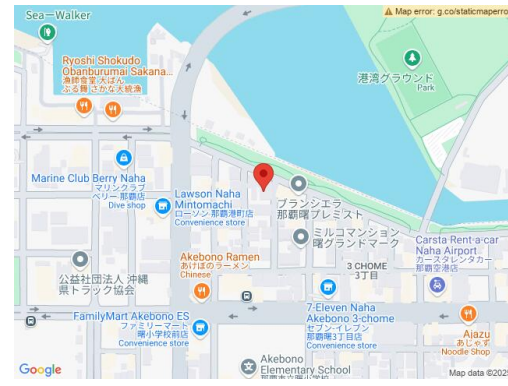 Sea－Walker
Map error: g.co/staticmaperro
Ryoshi Shokudo
Obanburumai Sakana...
漁師食堂 大ばん
ぶる舞 さかな大統漁
港湾グラウンド
Park
Marine Club Berry Naha
マリンクラブ
ベリー 那覇店
Dive shop
Lawson Naha
Mintomachi
ローソン 那覇港町店
Convenience store
ブランシエラ
那覇曙プレミスト
ミルコマンション
曙グランドマーク
Carsta Rent-a-car
Naha Airport
カースタレンタカー
那覇空港店
公益社団法人 沖縄
県トラック協会
Akebono Ramen
あけぼのラーメン
Chinese
3 CHOME
3丁目
FamilyMart Akebono ES
ファミリーマート
曙小学校前店
Convenience store
7-Eleven Naha
Akebono 3-chome
セブン-イレブン
那覇曙3丁目店
Convenience store
Ajazu
あじゃず
Noodle Shop
Akebono
Elementary School
那覇市立曙小学校
Google
Map data ©2025